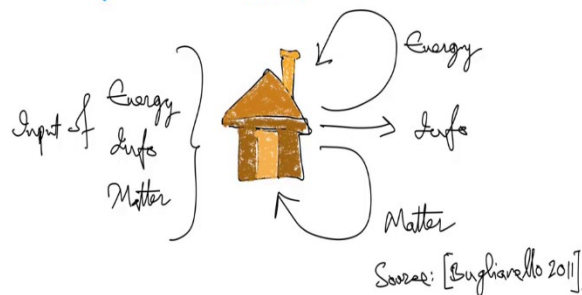 Input of
Energy
Info
Matter
Energy
Info
Matter
Source: [Bugliarello 2011]